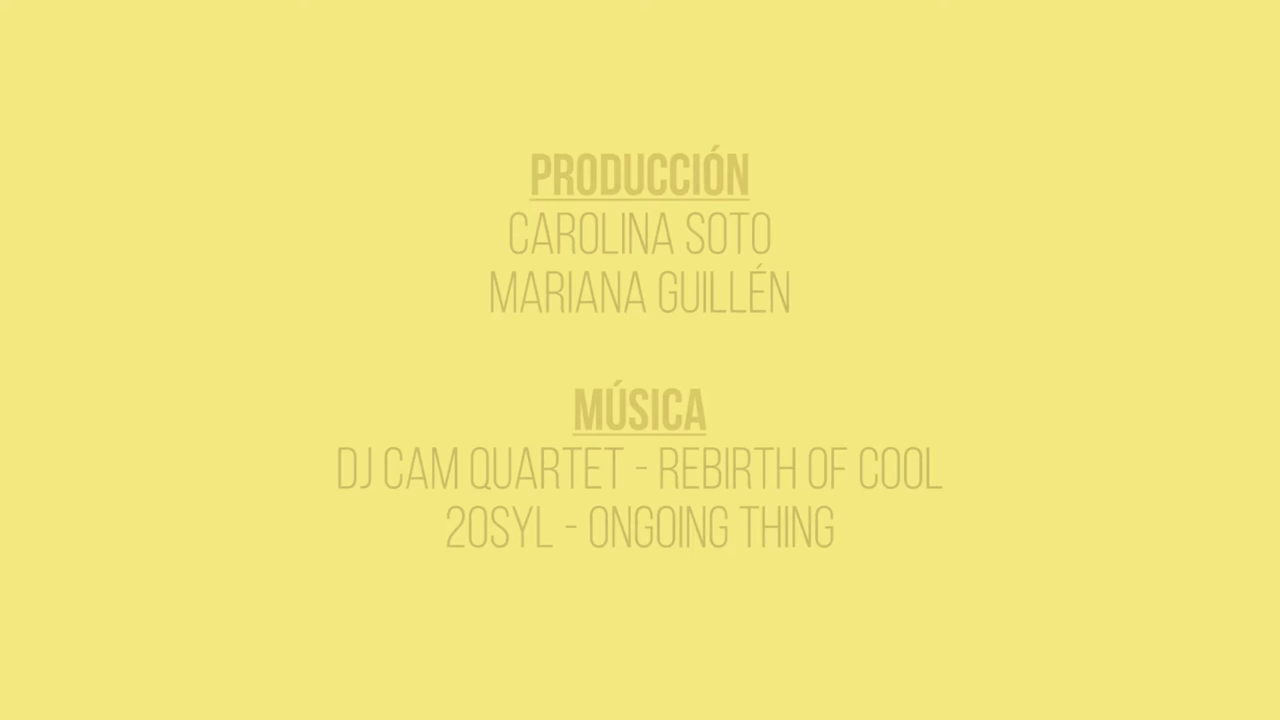 PRODUCCIÓN
CAROLINA SOTO
MARIANA GUILLÉN
MÚSICA
DJ CAM QUARTET - REBIRTH OF COOL
20SYL - ONGOING THING